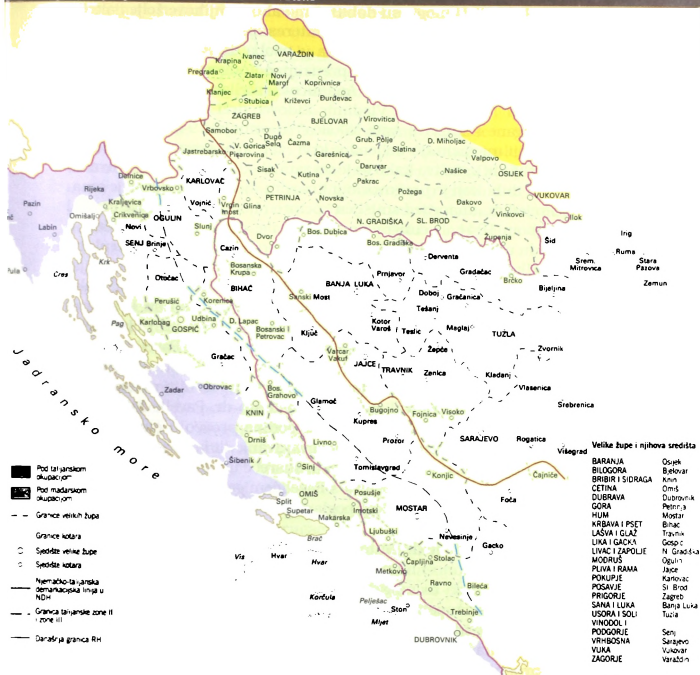 Ivanec
VARAŽDIN
Krapina
Pregrada
Zlatar
Novi
Marof
Koprivnica
Klanjec
Stubica
Križevci
Đurđevac
ZAGREB
BJELOVAR
Virovitica
Samobor
Dugo
Selo
Čazma
Grub. Polje
D. Miholjac
V. Gorica
Slatina
Valpovo
Jastrebarsko
Pisarovina
Garešnica
Daruvar
Našice
OSIJEK
Sisak
Kutina
Pakrac
Delnice
Vrbovsko
KARLOVAC
PETRINJA
Novska
Požega
Đakovo
VUKOVAR
Rijeka
Kraljevica
Vojnić
Vrgin
most
Glina
Vinkovci
Ilok
Pazin
Omišalj
Crikvenica
OGULIN
N. GRADIŠKA
SL. BROD
Labin
Novi
Slunj
Dvor
Bos. Dubica
Bos. Gradiška
Županja
Šid
Irig
SENJ
Brinje
Cazin
Derventa
Ruma
Krk
Bosanska
Krupa
Gradačac
Srem.
Mitrovica
Stara
Pazova
Cres
Otočac
BANJA LUKA
Prnjavor
Brčko
Zemun
BIHAĆ
Doboj
Gračanica
Bijeljina
Perušić
Korenica
Sanski Most
Tešanj
Pag
Karlobag
Udbina
D. Lapac
Kotor
Varoš
Maglaj
GOSPIĆ
Bosanski
Petrovac
Ključ
Teslić
TUZLA
Gračac
Varcar
Vakuf
Žepče
Zvornik
JAJCE
TRAVNIK
Zenica
Kladanj
Zadar
Obrovac
Bos.
Grahovo
Vlasenica
Glamoč
Bugojno
Fojnica
Visoko
Srebrenica
KNIN
Kupres
Drniš
Livno
Prozor
SARAJEVO
Rogatica
Višegrad
Šibenik
Sinj
Tomislavgrad
Konjic
Čajniče
OMIŠ
Posušje
Foča
Split
Supetar
Makarska
Imotski
MOSTAR
Brač
Ljubuški
Nevesinje
Gacko
Vis
Hvar
Hvar
Čapljina
Stolac
Metković
Ravno
Bileća
Korčula
Pelješac
Ston
Mljet
Trebinje
DUBROVNIK
Jadransko more
Pod talijanskom
okupacijom
Pod mađarskom
okupacijom
Granice velikih župa
Granice kotara
Sjedište velike župe
Sjedište kotara
Njemačko-talijanska
demarkacijska linija u
NDH
Granica talijanske zone II
i zone III
Današnja granica RH
Velike župe i njihova središta
BARANJA Osijek
BILOGORA Bjelovar
BRIBIR I SIDRAGA Knin
CETINA Omiš
DUBRAVA Dubrovnik
GORA Petrinja
HUM Mostar
KRBAVA I PSET Bihać
LAŠVA I GLAŽ Travnik
LIKA I GACKA Gospić
LIVAC I ZAPOLJE N. Gradiška
MODRUŠ Ogulin
PLIVA I RAMA Jajce
POKUPJE Karlovac
POSAVJE Sl. Brod
PRIGORJE Zagreb
SANA I LUKA Banja Luka
USORA I SOLI Tuzla
VINODOL I
PODGORJE Senj
VRHBOSNA Sarajevo
VUKA Vukovar
ZAGORJE Varaždin